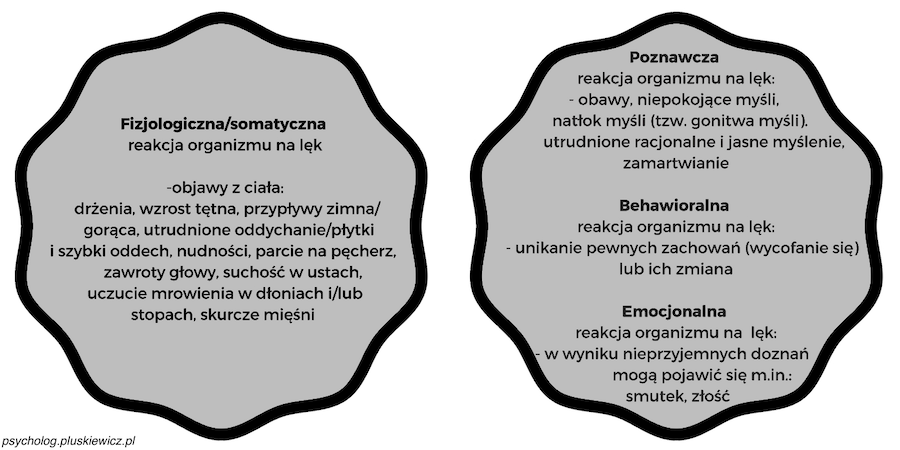 Fizjologiczna/somatyczna
reakcja organizmu na lęk
-objawy z ciała:
drżenia, wzrost tętna, przypływy zimna/
gorąca, utrudnione oddychanie/płytki
i szybki oddech, nudności, parcie na pęcherz,
zawroty głowy, suchość w ustach,
uczucie mrowienia w dłoniach i/lub
stopach, skurcze mięśni
Poznawcza
reakcja organizmu na lęk:
- obawy, niepokojące myśli,
natłok myśli (tzw. gonitwa myśli).
utrudnione racjonalne i jasne myślenie,
zamartwianie
Behawioralna
reakcja organizmu na lęk:
- unikanie pewnych zachowań (wycofanie się)
lub ich zmiana
Emocjonalna
reakcja organizmu na  lęk:
- w wyniku nieprzyjemnych doznań
mogą pojawić się m.in.:
smutek, złość
psycholog.pluskiewicz.pl